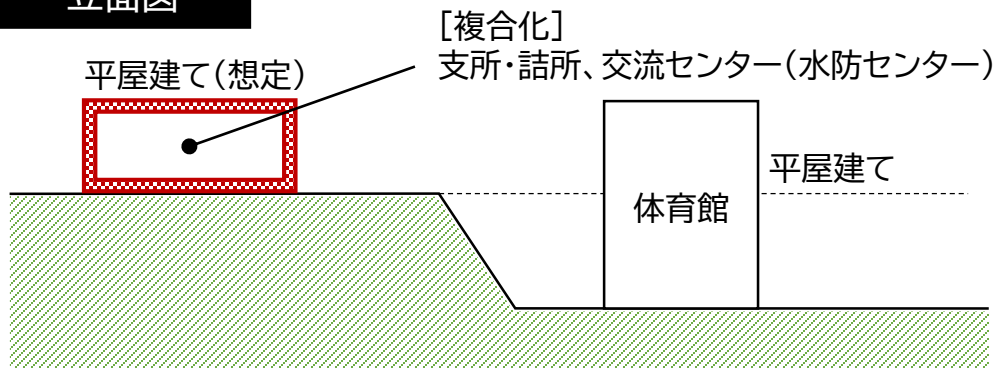 立面図
[複合化]
支所・詰所、交流センター(水防センター)
平屋建て(想定)
平屋建て
体育館